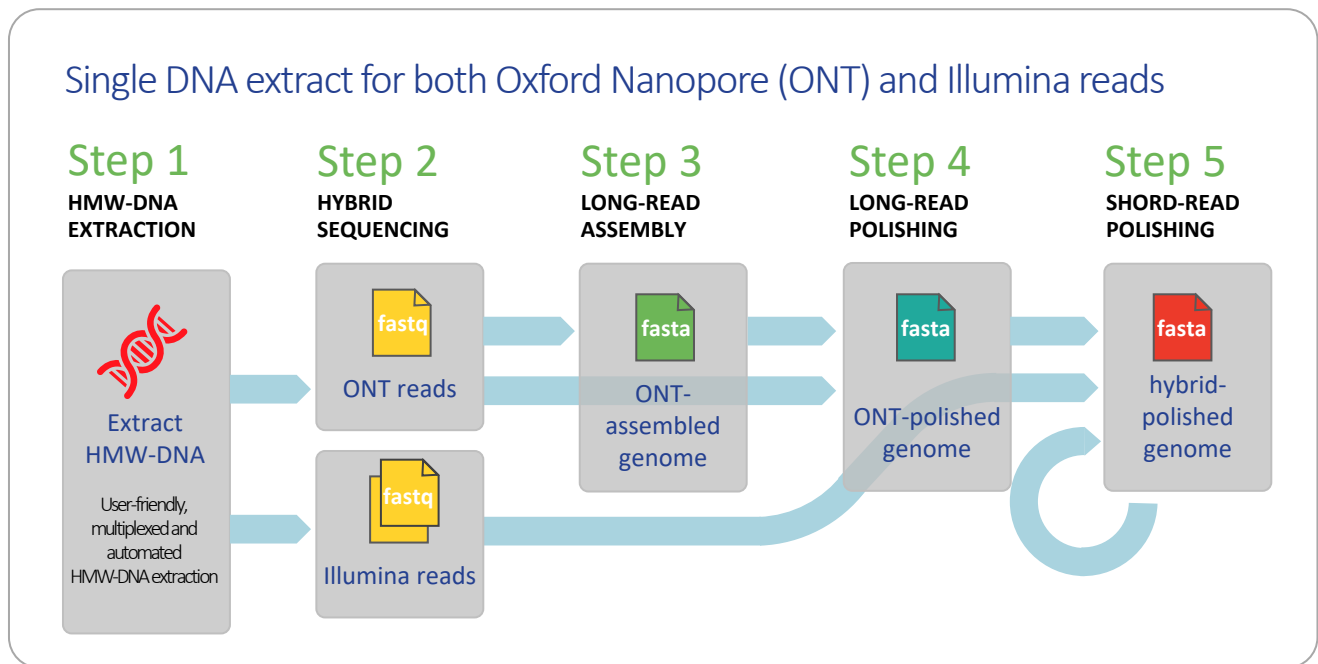 Single DNA extract for both Oxford Nanopore (ONT) and Illumina reads
Step 1
HMW-DNA
EXTRACTION
Extract
HMW-DNA
User-friendly,
multiplexed and
automated
HMW-DNA extraction
Step 2
HYBRID
SEQUENCING
fastq
ONT reads
fastq
Illumina reads
Step 3
LONG-READ
ASSEMBLY
fasta
ONT-
assembled
genome
Step 4
LONG-READ
POLISHING
fasta
ONT-polished
genome
Step 5
SHORD-READ
POLISHING
fasta
hybrid-
polished
genome